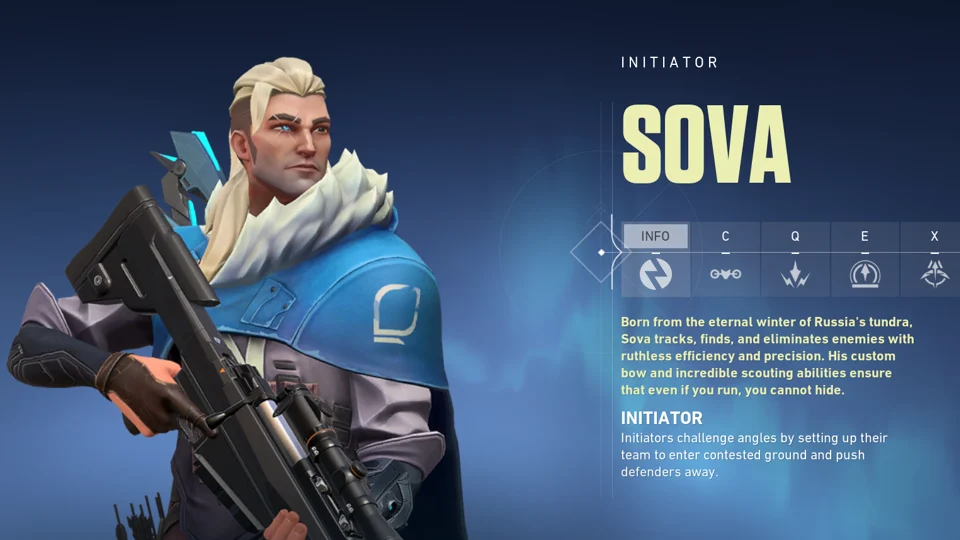 INITIATOR
SOVA
INFO C Q E X
Born from the eternal winter of Russia's tundra,
Sova tracks, finds, and eliminates enemies with
ruthless efficiency and precision. His custom
bow and incredible scouting abilities ensure
that even if you run, you cannot hide.
INITIATOR
Initiators challenge angles by setting up their
team to enter contested ground and push
defenders away.